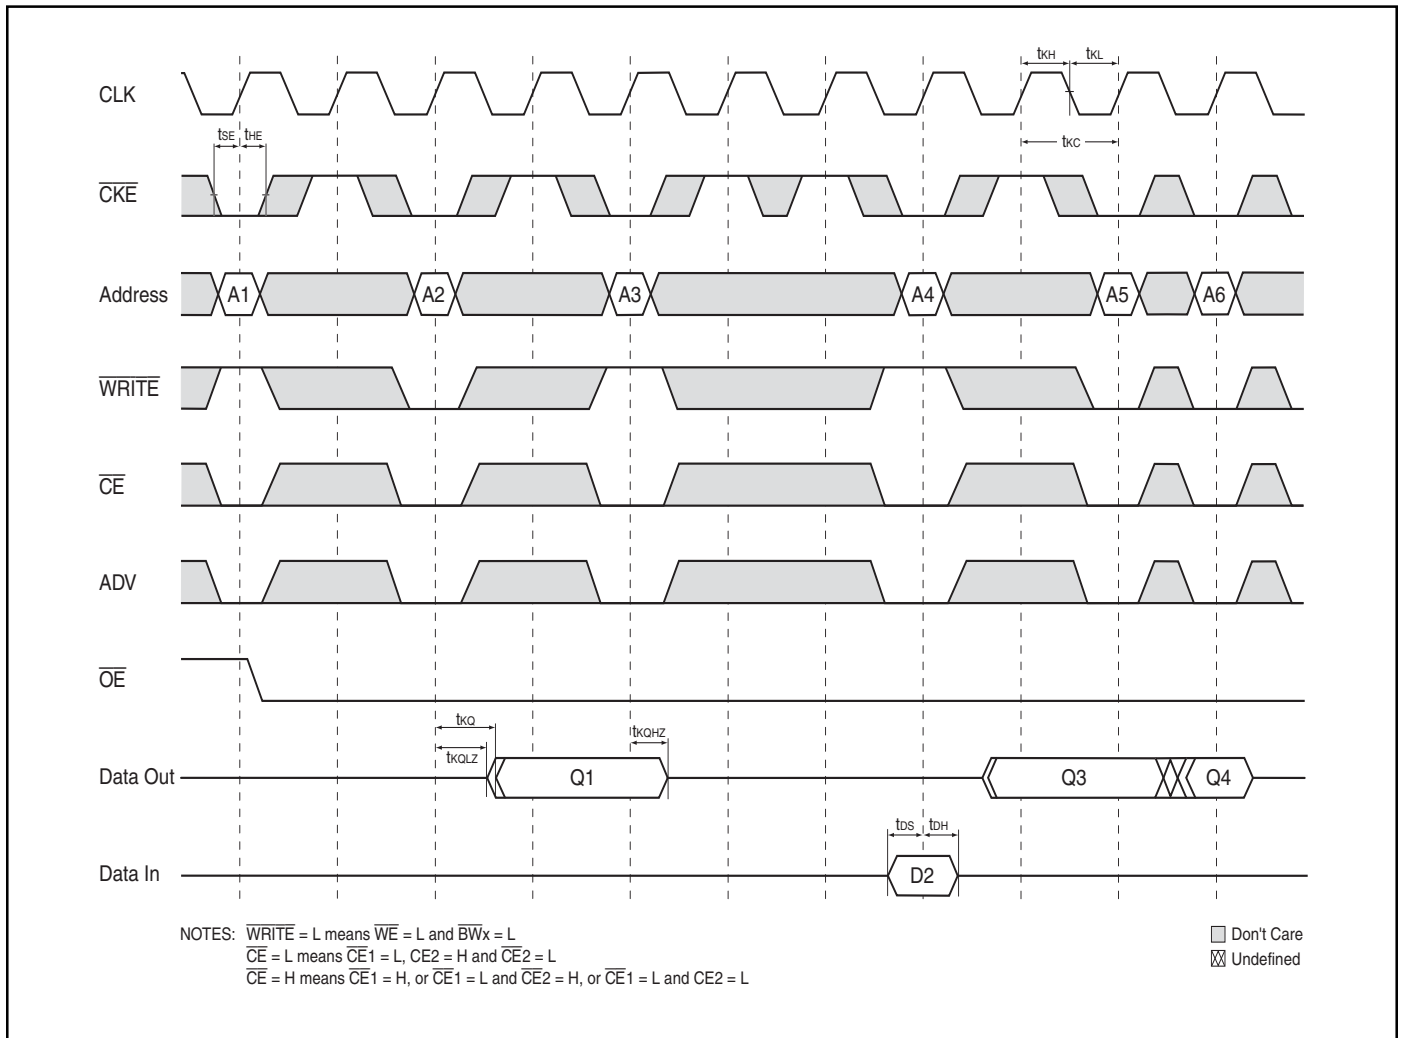 tKH tKL
CLK
tSE tHE
tKC
CKE
Address A1 A2 A3 A4 A5 A6
WRITE
CE
ADV
OE
tKQ
tKQHZ
tKQLZ
Data Out Q1 Q3 Q4
tDS tDH
Data In D2
NOTES: WRITE = L means WE = L and BWx = L
CE = L means CE1 = L, CE2 = H and CE2 = L
CE = H means CE1 = H, or CE1 = L and CE2 = H, or CE1 = L and CE2 = L
Don't Care
Undefined